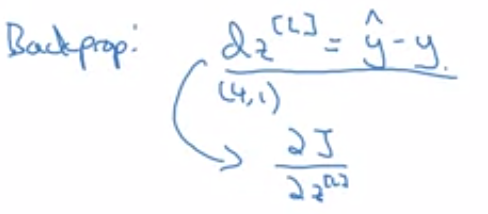 Backprop: dz^[L] = ŷ - y.
(4,1)
∂J
∂z^[L]